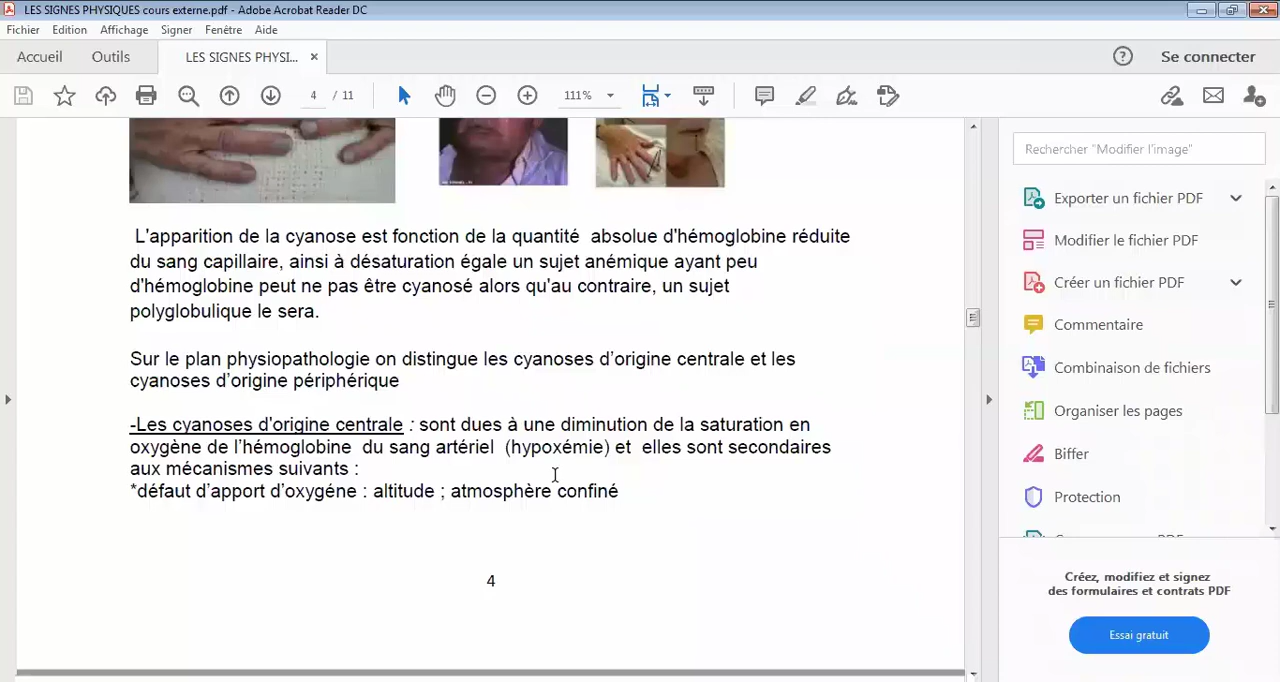 LES SIGNES PHYSIQUES cours externe.pdf - Adobe Acrobat Reader DC
Fichier Edition Affichage Signer Fenêtre Aide
Accueil Outils LES SIGNES PHYSI... × Se connecter
4 / 11 111%
L'apparition de la cyanose est fonction de la quantité absolue d'hémoglobine réduite
du sang capillaire, ainsi à désaturation égale un sujet anémique ayant peu
d'hémoglobine peut ne pas être cyanosé alors qu'au contraire, un sujet
polyglobulique le sera.
Sur le plan physiopathologie on distingue les cyanoses d'origine centrale et les
cyanoses d'origine périphérique
-Les cyanoses d'origine centrale : sont dues à une diminution de la saturation en
oxygène de l'hémoglobine du sang artériel (hypoxémie) et elles sont secondaires
aux mécanismes suivants :
*défaut d'apport d'oxygéne : altitude ; atmosphère confiné
4
Rechercher "Modifier l'image"
Exporter un fichier PDF
Modifier le fichier PDF
Créer un fichier PDF
Commentaire
Combinaison de fichiers
Organiser les pages
Biffer
Protection
Créez, modifiez et signez
des formulaires et contrats PDF
Essai gratuit